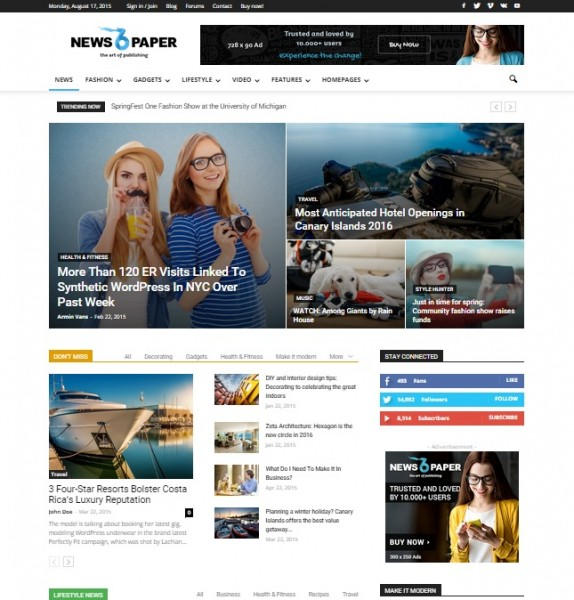 Monday, August 17, 2015 Sign in / Join Blog Forums Contact Buy now!
NEWS PAPER
the art of publishing
728 x 90 Ad
Trusted and loved by
10.000+ users
experience the change!
BUY NOW
NEWS FASHION GADGETS LIFESTYLE VIDEO FEATURES HOMEPAGES
TRENDING NOW SpringFest One Fashion Show at the University of Michigan
HEALTH & FITNESS
More Than 120 ER Visits Linked To
Synthetic WordPress In NYC Over
Past Week
Armin Vans - Feb 22, 2015
TRAVEL
Most Anticipated Hotel Openings in
Canary Islands 2016
MUSIC
WATCH: Among Giants by Rain
House
STYLE HUNTER
Just in time for spring:
Community fashion show raises
funds
DON'T MISS All Decorating Gadgets Health & Fitness Make it modern More
Travel
3 Four-Star Resorts Bolster Costa
Rica's Luxury Reputation
John Doe - Mar 22, 2015 0
The model is talking about booking her latest gig,
modeling WordPress underwear in the brand latest
Perfectly Fit campaign, which was shot by Lachian...
DIY and interior design tips:
Decorating to celebrating the great
indoors
Jan 22, 2015
Zeta Architecture: Hexagon is the
new circle in 2016
Jan 22, 2015
What Do I Need To Make It In
Business?
Apr 22, 2015
Planning a winter holiday? Canary
Islands offers the best value
getaway...
Mar 22, 2015
STAY CONNECTED
493 Fans LIKE
Followers FOLLOW
8,914 Subscribers SUBSCRIBE
- Advertisement -
NEWS PAPER
the art of publishing
TRUSTED AND LOVED
BY 10.000+ USERS
BUY NOW
300 x 250 Ads
LIFESTYLE NEWS All Business Health & Fitness Recipes Travel
MAKE IT MODERN